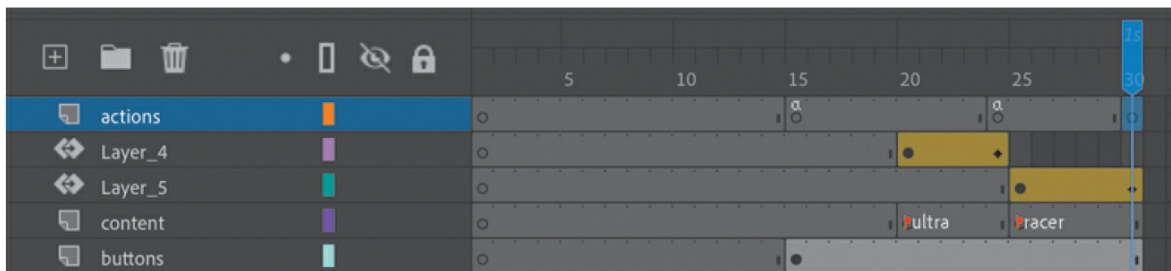 1s
5 10 15 20 25 30
actions a a
Layer_4
Layer_5
content ultra racer
buttons